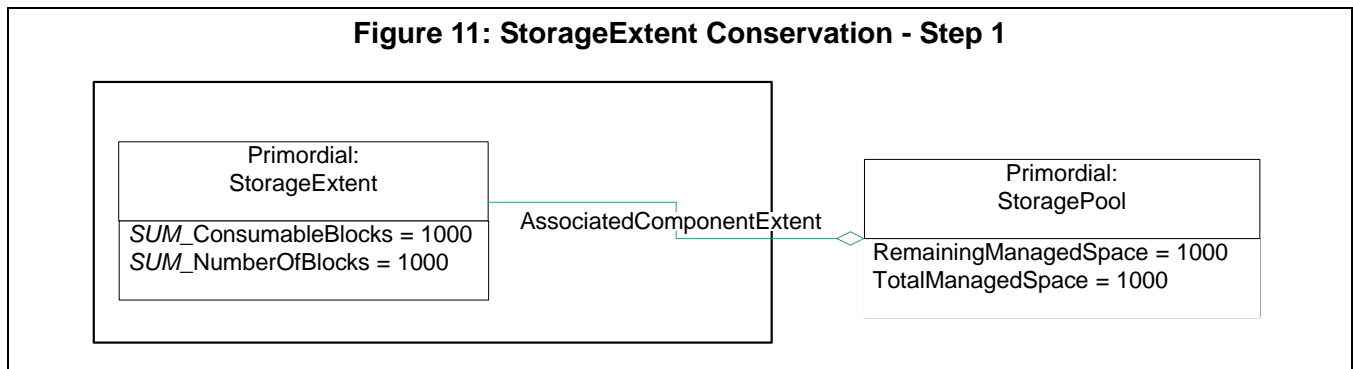 Figure 11: StorageExtent Conservation - Step 1
Primordial:
StorageExtent
SUM_ConsumableBlocks = 1000
SUM_NumberOfBlocks = 1000
AssociatedComponentExtent
Primordial:
StoragePool
RemainingManagedSpace = 1000
TotalManagedSpace = 1000